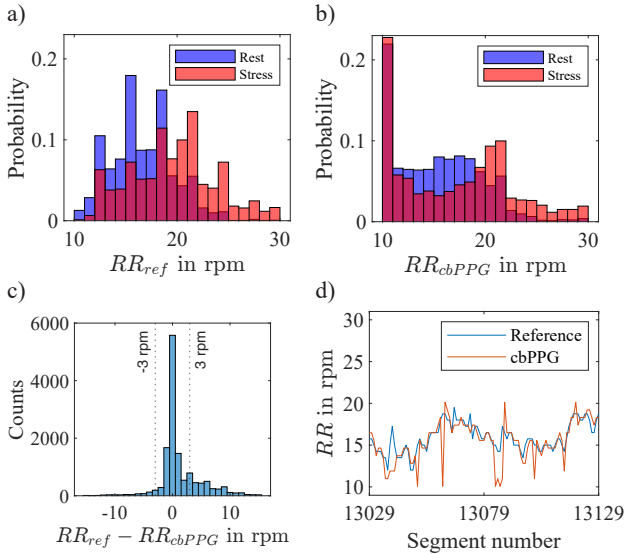 a)
0.2
0.1
0
Probability
Rest
Stress
10
20
30
RR_ref in rpm
b)
0.2
0.1
0
Probability
Rest
Stress
10
20
30
RR_cbPPG in rpm
c)
6000
4000
2000
0
Counts
-3 rpm
3 rpm
-10
0
10
RR_ref − RR_cbPPG in rpm
d)
30
25
20
15
10
RR in rpm
Reference
cbPPG
13029
13079
13129
Segment number